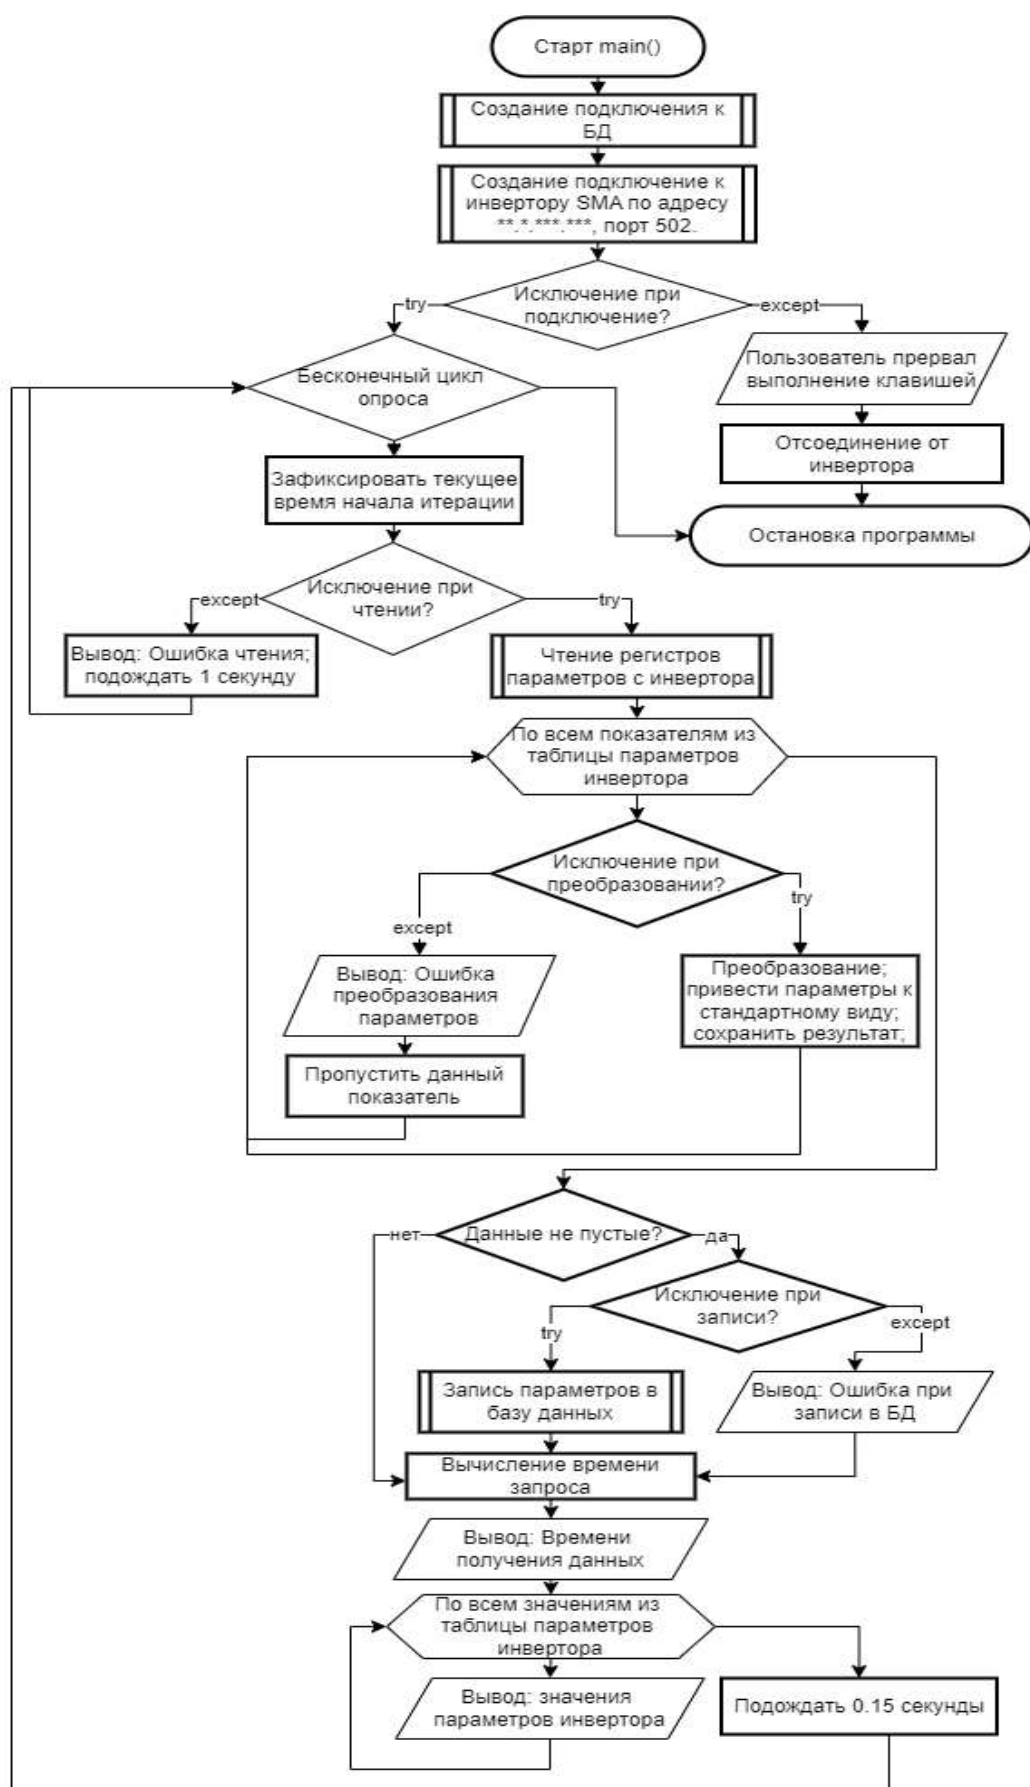 Старт main()
Создание подключения к
БД
Создание подключение к
инвертору SMA по адресу
**.*.***.***, порт 502.
Исключение при
подключение?
try
except
Бесконечный цикл
опроса
Пользователь прервал
выполнение клавишей
Отсоединение от
инвертора
Зафиксировать текущее
время начала итерации
Остановка программы
Исключение при
чтении?
except
try
Вывод: Ошибка чтения;
подождать 1 секунду
Чтение регистров
параметров с инвертора
По всем показателям из
таблицы параметров
инвертора
Исключение при
преобразовании?
try
except
Вывод: Ошибка
преобразования
параметров
Преобразование;
привести параметры к
стандартному виду;
сохранить результат;
Пропустить данный
показатель
Данные не пустые?
нет
да
Исключение при
записи?
try
except
Запись параметров в
базу данных
Вывод: Ошибка при
записи в БД
Вычисление времени
запроса
Вывод: Времени
получения данных
По всем значениям из
таблицы параметров
инвертора
Вывод: значения
параметров инвертора
Подождать 0.15 секунды